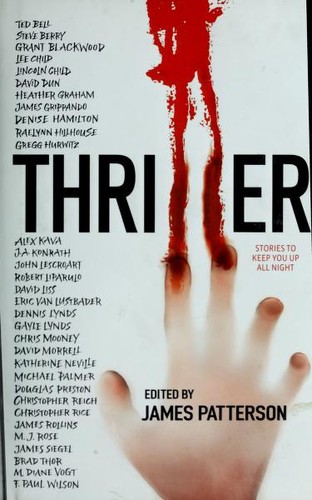 TED BELL
STEVE BERRY
GRANT BLACKWOOD
LEE CHILD
LINCOLN CHILD
DAVID DUN
HEATHER GRAHAM
JAMES GRIPPANDO
DENISE HAMILTON
RAELYNN HILLHOUSE
GREGG HURWITZ
THRILLER
ALEX KAVA
J.A. KONRATH
JOHN LESCROART
ROBERT LIPARULO
DAVID LISS
ERIC VAN LUSTBADER
DENNIS LYNDS
GAYLE LYNDS
CHRIS MOONEY
DAVID MORRELL
KATHERINE NEVILLE
MICHAEL PALMER
DOUGLAS PRESTON
CHRISTOPHER REICH
CHRISTOPHER RICE
JAMES ROLLINS
M. J. ROSE
JAMES SIEGEL
BRAD THOR
M. DIANE VOGT
F. PAUL WILSON
STORIES TO
KEEP YOU UP
ALL NIGHT
EDITED BY
JAMES PATTERSON